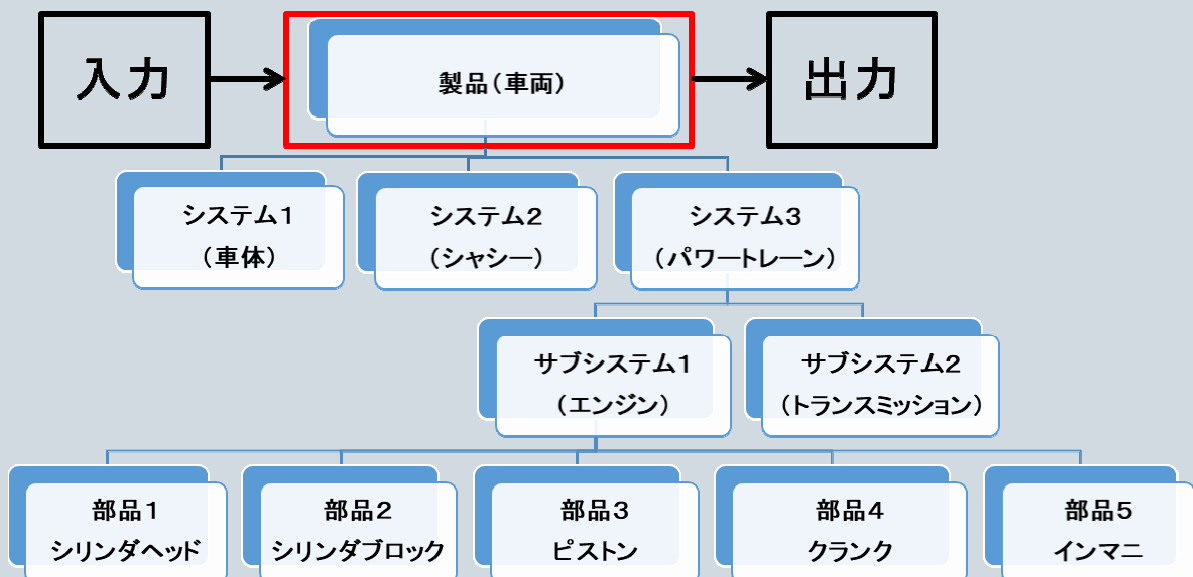 入力
製品（車両）
出力
システム1
（車体）
システム2
（シャシー）
システム3
（パワートレーン）
サブシステム1
（エンジン）
サブシステム2
（トランスミッション）
部品1
シリンダヘッド
部品2
シリンダブロック
部品3
ピストン
部品4
クランク
部品5
インマニ